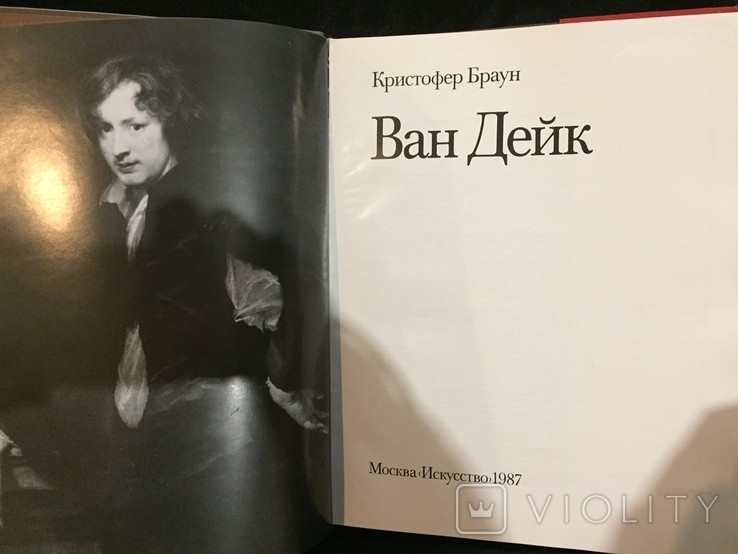 Кристофер Браун
Ван Дейк
Москва ‹Искусство› 1987
VIOLITY